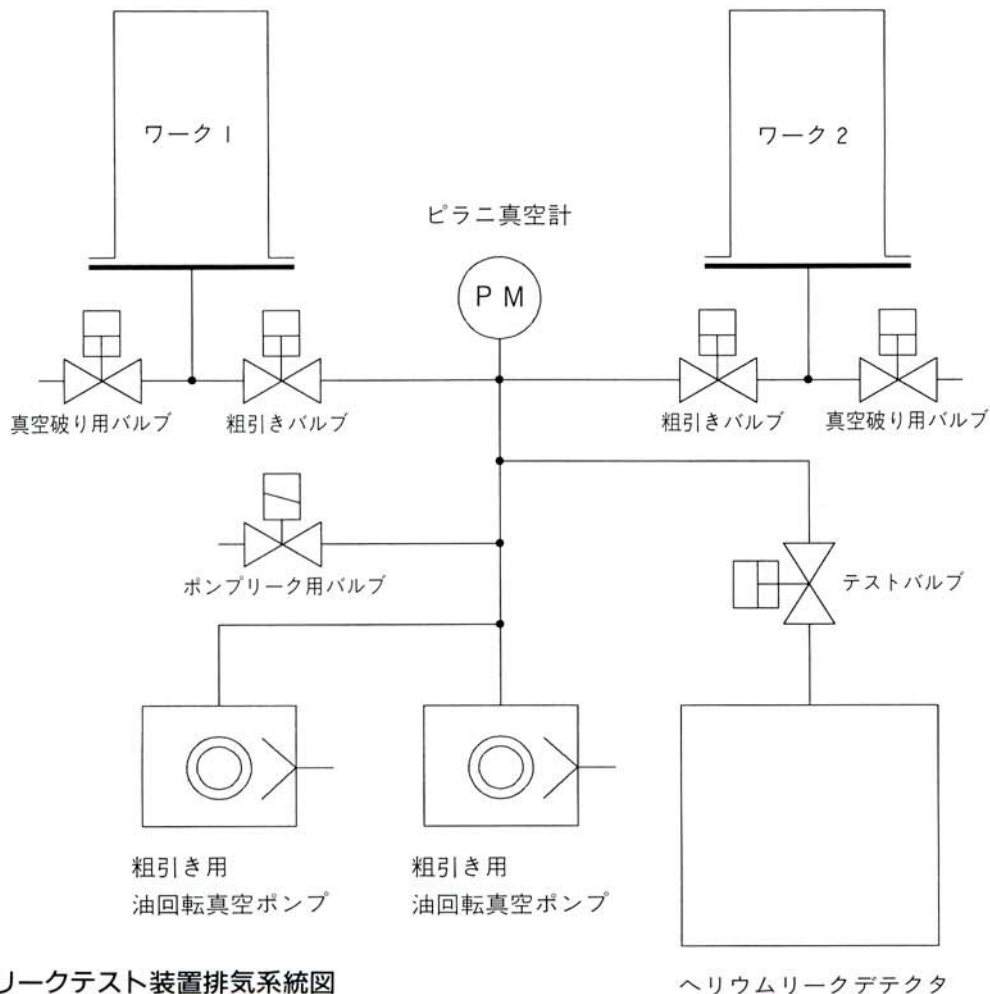 ワーク1
ワーク2
ピラニ真空計
PM
真空破り用バルブ
粗引きバルブ
粗引きバルブ
真空破り用バルブ
ポンプリーク用バルブ
テストバルブ
粗引き用
油回転真空ポンプ
粗引き用
油回転真空ポンプ
リークテスト装置排気系統図
ヘリウムリークデテクタ